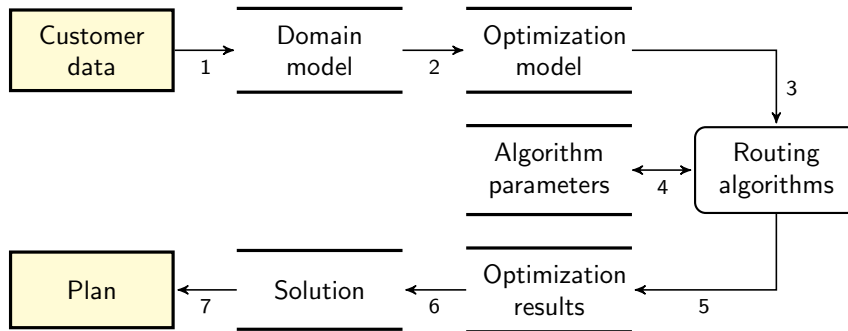 Customer
data
1
Domain
model
2
Optimization
model
3
Algorithm
parameters
4
Routing
algorithms
Plan
7
Solution
6
Optimization
results
5